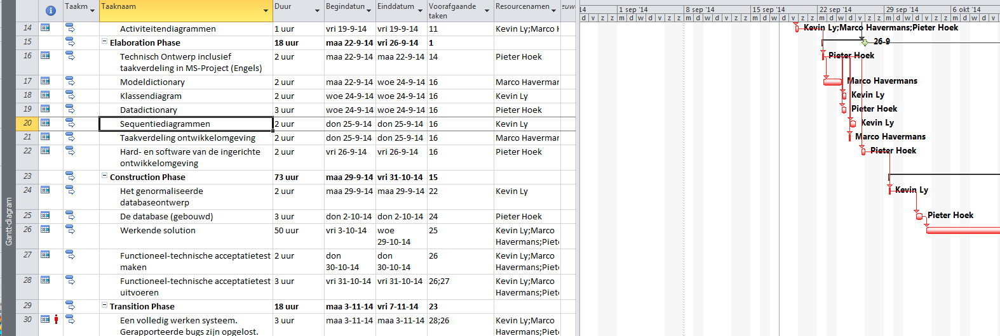 Taakm Taaknaam Duur Begindatun Einddatum Voorafgaande taken Resourcenamen
14 1 sep '14 8 sep '14 15 sep '14 22 sep '14 29 sep '14 6 okt '14
d v z z m d w d v z z m d w d v z z m d w d v z z m d w d v z z m d w d v z z m d w
14 Activiteitendiagrammen 1 uur vri 19-9-14 vri 19-9-14 11 Kevin Ly;Marco H
15 Elaboration Phase 18 uur maa 22-9-14 vri 26-9-14 1
16 Technisch Ontwerp inclusief 2 uur maa 22-9-14 maa 22-9-14 14 Pieter Hoek
taakverdeling in MS-Project (Engels)
17 Modeldictionary 2 uur maa 22-9-14 woe 24-9-14 16 Marco Haverman
18 Klassendiagram 2 uur woe 24-9-14 woe 24-9-14 16 Kevin Ly
19 Datadictionary 3 uur woe 24-9-14 woe 24-9-14 16 Pieter Hoek
20 Sequentiediagrammen 2 uur don 25-9-14 don 25-9-14 16 Kevin Ly
21 Taakverdeling ontwikkelomgeving 2 uur don 25-9-14 don 25-9-14 16 Marco Haverman
22 Hard- en software van de ingerichte 2 uur vri 26-9-14 vri 26-9-14 16 Pieter Hoek
ontwikkelomgeving
23 Construction Phase 73 uur maa 29-9-14 vri 31-10-14 15
24 Het genormaliseerde 2 uur maa 29-9-14 maa 29-9-14 22 Kevin Ly
databaseontwerp
25 De database (gebouwd) 3 uur don 2-10-14 don 2-10-14 24 Pieter Hoek
26 Werkende solution 50 uur vri 3-10-14 woe 25 Kevin Ly;Marco
29-10-14 Havermans;Piete
27 Functioneel-technische acceptatietest 2 uur don don 26 Kevin Ly;Marco
maken 30-10-14 30-10-14 Havermans;Piete
28 Functioneel-technische acceptatietest 3 uur vri 31-10-14 vri 31-10-14 26;27 Kevin Ly;Marco
uitvoeren Havermans;Piete
29 Transition Phase 18 uur maa 3-11-14 vri 7-11-14 23
30 Een volledig werken systeem. 3 uur maa 3-11-14 maa 3-11-14 28;26 Kevin Ly;Marco
Gerapporteerde bugs zijn opgelost. Havermans;Piete
Gantt-diagram
Kevin Ly;Marco Havermans;Pieter Hoek
26-9
Pieter Hoek
Marco Havermans
Kevin Ly
Pieter Hoek
Kevin Ly
Marco Havermans
Pieter Hoek
Kevin Ly
Pieter Hoek